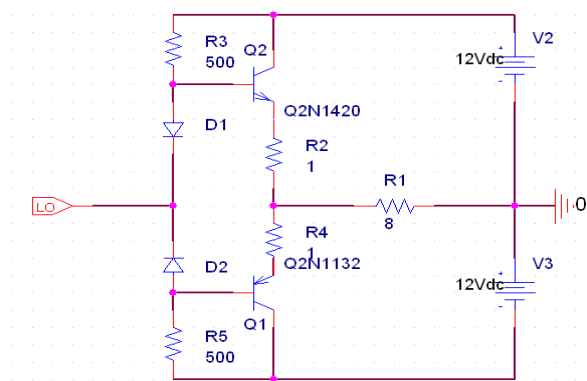 R3
500
Q2
V2
12Vdc
+
-
D1
Q2N1420
R2
1
LO
R1
8
0
R4
1
D2
Q2N1132
V3
12Vdc
+
-
Q1
R5
500